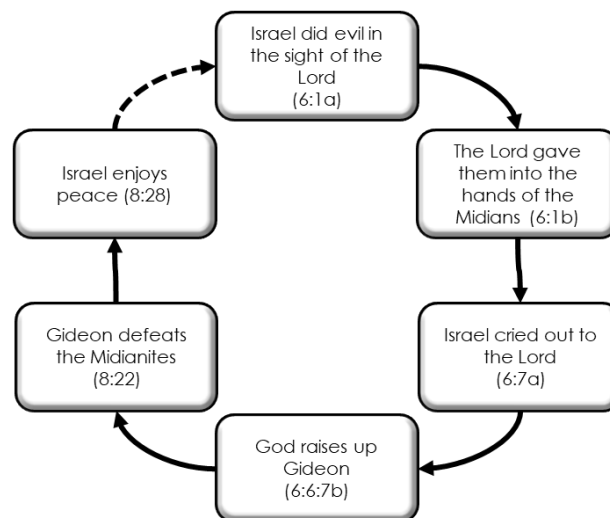 Israel did evil in
the sight of the
Lord
(6:1a)
The Lord gave
them into the
hands of the
Midians (6:1b)
Israel cried out to
the Lord
(6:7a)
God raises up
Gideon
(6:6:7b)
Gideon defeats
the Midianites
(8:22)
Israel enjoys
peace (8:28)